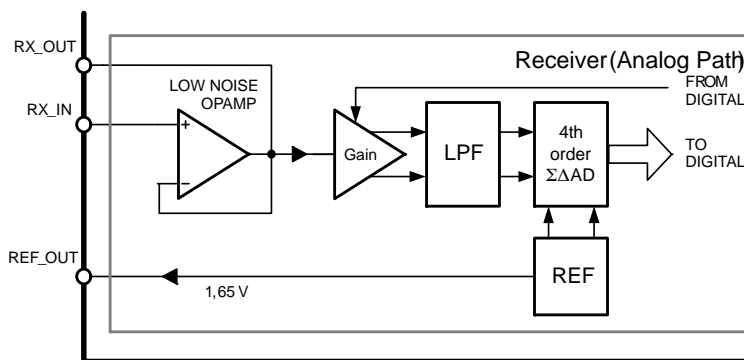 RX_OUT
Receiver (Analog Path)
LOW NOISE
OPAMP
FROM
DIGITAL
RX_IN
+
−
Gain
LPF
4th
order
ΣΔAD
TO
DIGITAL
REF_OUT
REF
1,65 V